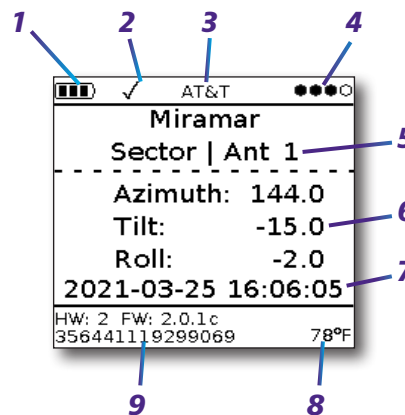 1 2 3 4
AT&T
Miramar
Sector | Ant 1 5
Azimuth: 144.0
Tilt: -15.0 6
Roll: -2.0
2021-03-25 16:06:05 7
HW: 2 FW: 2.0.1c
356441119299069 78°F
9 8